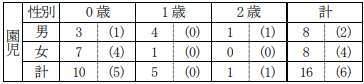 園児 性別 0歳 1歳 2歳 計
男 3 (1) 4 (0) 1 (1) 8 (2)
女 7 (4) 1 (0) 0 (0) 8 (4)
計 10 (5) 5 (0) 1 (1) 16 (6)